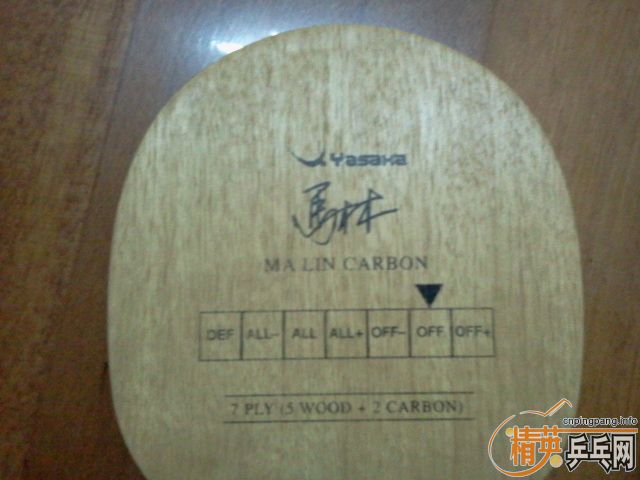 Yasaka
馬林
MA LIN CARBON
DEF ALL- ALL ALL+ OFF- OFF OFF+
7 PLY (5 WOOD + 2 CARBON)
cnpingpang.info
精英乒乓网